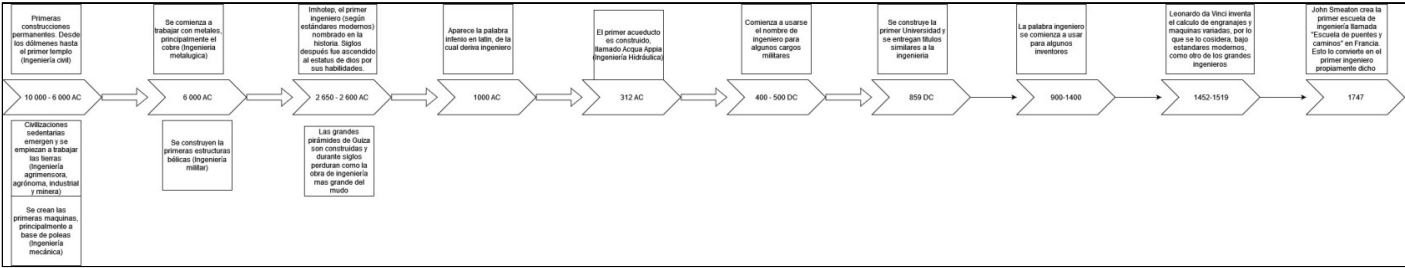 Primeras
construcciones
permanentes. Desde
los dólmenes hasta
el primer templo
(Ingeniería civil)
Se comienza a
trabajar con metales,
principalmente el
cobre (Ingenieria
metalugica)
Imhotep, el primer
ingeniero (según
estándares modernos)
nombrado en la
historia. Siglos
después fue ascendido
al estatus de dios por
sus habilidades.
Aparece la palabra
infenio en latín, de la
cual deriva ingeniero
El primer acueducto
es construido,
llamado Acqua Appia
(Ingeniería Hidráulica)
Comienza a usarse
el nombre de
ingeniero para
algunos cargos
militares
Se construye la
primer Universidad y
se entregan titulos
similares a la
ingenieria
La palabra ingeniero
se comienza a usar
para algunos
inventores
Leonardo da Vinci inventa
el calculo de engranajes y
maquinas variadas, por lo
que se lo cosidera, bajo
estandares modernos,
como otro de los grandes
ingenieros
John Smeaton crea la
primer escuela de
ingeniería llamada
"Escuela de puentes y
caminos" en Francia.
Esto lo convierte en el
primer ingeniero
propiamente dicho
10 000 - 6 000 AC
6 000 AC
2 650 - 2 600 AC
1000 AC
312 AC
400 - 500 DC
859 DC
900-1400
1452-1519
1747
Civilizaciones
sedentarias
emergen y se
empiezan a trabajar
las tierras
(Ingeniería
agrimensora,
agrónoma, industrial
y minera)
Se construyen la
primeras estructuras
bélicas (Ingeniería
militar)
Las grandes
pirámides de Guiza
son construidas y
durante siglos
perduran como la
obra de ingeniería
mas grande del
mudo
Se crean las
primeras maquinas,
principalmente a
base de poleas
(Ingeniería
mecánica)